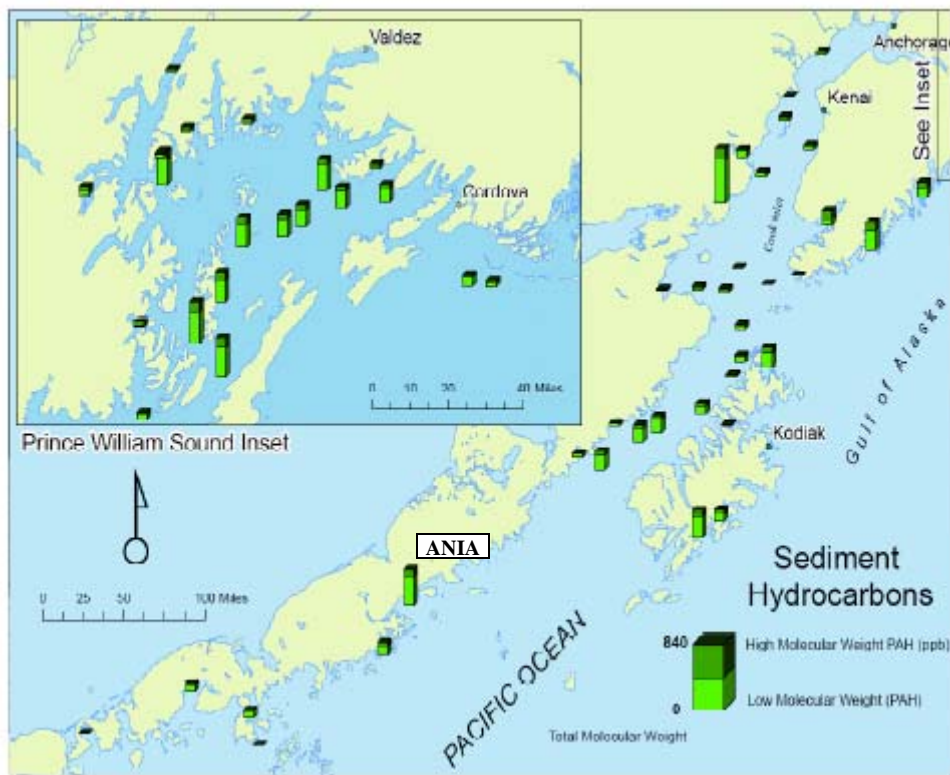 Valdez
Cordova
0 10 20 40 Miles
Prince William Sound Inset
Anchorage
Kenai
See Inset
Cook Inlet
Gulf of Alaska
Kodiak
ANIA
0 25 50 100 Miles
PACIFIC OCEAN
Sediment
Hydrocarbons
840
High Molecular Weight PAH (ppb)
0
Low Molecular Weight (PAH)
Total Molecular Weight